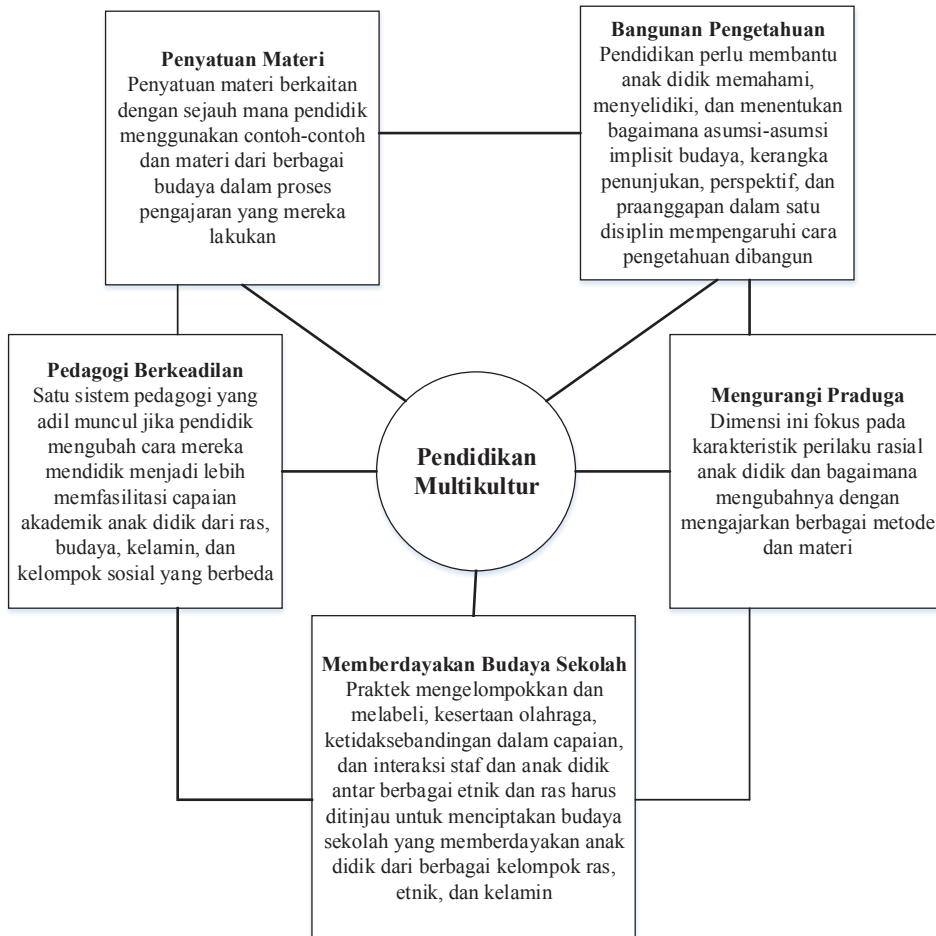 Penyatuan Materi
Penyatuan materi berkaitan
dengan sejauh mana pendidik
menggunakan contoh-contoh
dan materi dari berbagai
budaya dalam proses
pengajaran yang mereka
lakukan
Bangunan Pengetahuan
Pendidikan perlu membantu
anak didik memahami,
menyelidiki, dan menentukan
bagaimana asumsi-asumsi
implisit budaya, kerangka
penunjukan, perspektif, dan
praanggapan dalam satu
disiplin mempengaruhi cara
pengetahuan dibangun
Pedagogi Berkeadilan
Satu sistem pedagogi yang
adil muncul jika pendidik
mengubah cara mereka
mendidik menjadi lebih
memfasilitasi capaian
akademik anak didik dari ras,
budaya, kelamin, dan
kelompok sosial yang berbeda
Pendidikan
Multikultur
Mengurangi Praduga
Dimensi ini fokus pada
karakteristik perilaku rasial
anak didik dan bagaimana
mengubahnya dengan
mengajarkan berbagai metode
dan materi
Memberdayakan Budaya Sekolah
Praktek mengelompokkan dan
melabeli, kesertaan olahraga,
ketidaksebandingan dalam capaian,
dan interaksi staf dan anak didik
antar berbagai etnik dan ras harus
ditinjau untuk menciptakan budaya
sekolah yang memberdayakan anak
didik dari berbagai kelompok ras,
etnik, dan kelamin